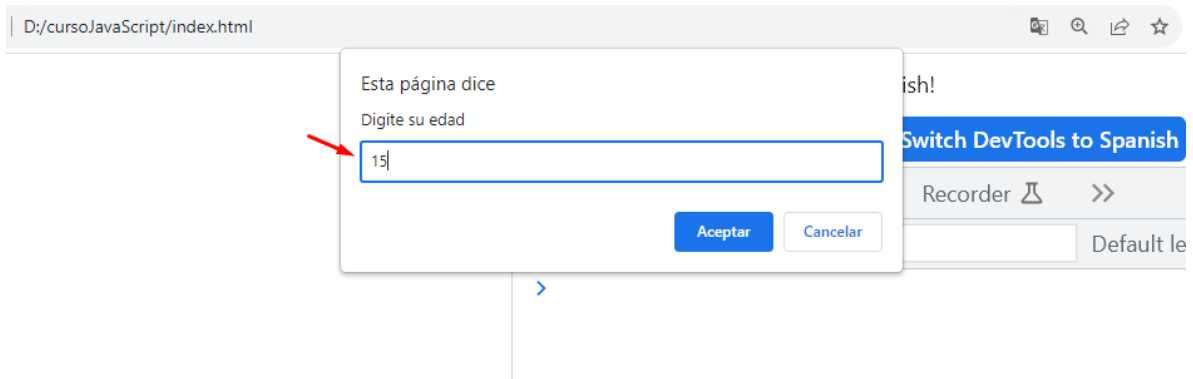 D:/cursoJavaScript/index.html
Esta página dice
ish!
Digite su edad
Switch DevTools to Spanish
15
Recorder
Aceptar
Cancelar
Default le